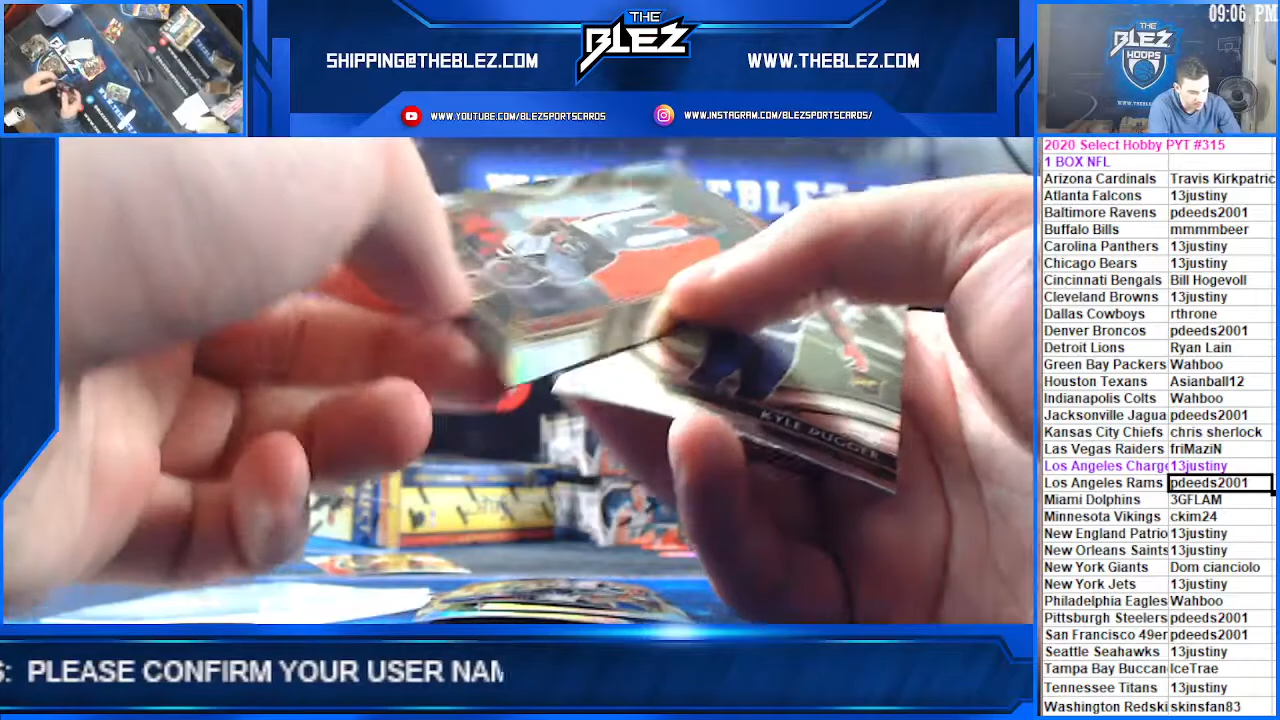 09:06 PM
THE
BLEZ
SHIPPING@THEBLEZ.COM
WWW.THEBLEZ.COM
WWW.YOUTUBE.COM/BLEZSPORTSCARDS
WWW.INSTAGRAM.COM/BLEZSPORTSCARDS/
THE
BLEZ
HOOPS
KYLE DUGGER
2020 Select Hobby PYT #315
1 BOX NFL
Arizona Cardinals Travis Kirkpatric
Atlanta Falcons 13justiny
Baltimore Ravens pdeeds2001
Buffalo Bills mmmmbeer
Carolina Panthers 13justiny
Chicago Bears 13justiny
Cincinnati Bengals Bill Hogevoll
Cleveland Browns 13justiny
Dallas Cowboys rthrone
Denver Broncos pdeeds2001
Detroit Lions Ryan Lain
Green Bay Packers Wahboo
Houston Texans Asianball12
Indianapolis Colts Wahboo
Jacksonville Jagua pdeeds2001
Kansas City Chiefs chris sherlock
Las Vegas Raiders friMaziN
Los Angeles Charge 13justiny
Los Angeles Rams pdeeds2001
Miami Dolphins 3GFLAM
Minnesota Vikings ckim24
New England Patrio 13justiny
New Orleans Saints 13justiny
New York Giants Dom cianciolo
New York Jets 13justiny
Philadelphia Eagles Wahboo
Pittsburgh Steelers pdeeds2001
San Francisco 49er pdeeds2001
Seattle Seahawks 13justiny
Tampa Bay Buccan IceTrae
Tennessee Titans 13justiny
Washington Redski skinsfan83
S: PLEASE CONFIRM YOUR USER NAM